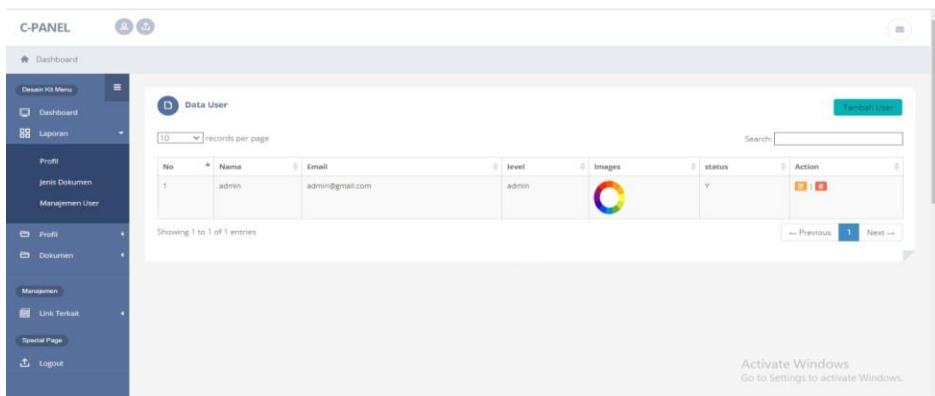 C-PANEL
Dashboard
Desain Kit Menu
Dashboard
Laporan
Profil
Jenis Dokumen
Manajemen User
Profil
Dokumen
Manajemen
Link Terkait
Special Page
Logout
Data User
Tambah User
10 records per page
Search:
No Nama Email level Images status Action
1 admin admin@gmail.com admin Y |
Showing 1 to 1 of 1 entries
← Previous 1 Next →
Activate Windows
Go to Settings to activate Windows.